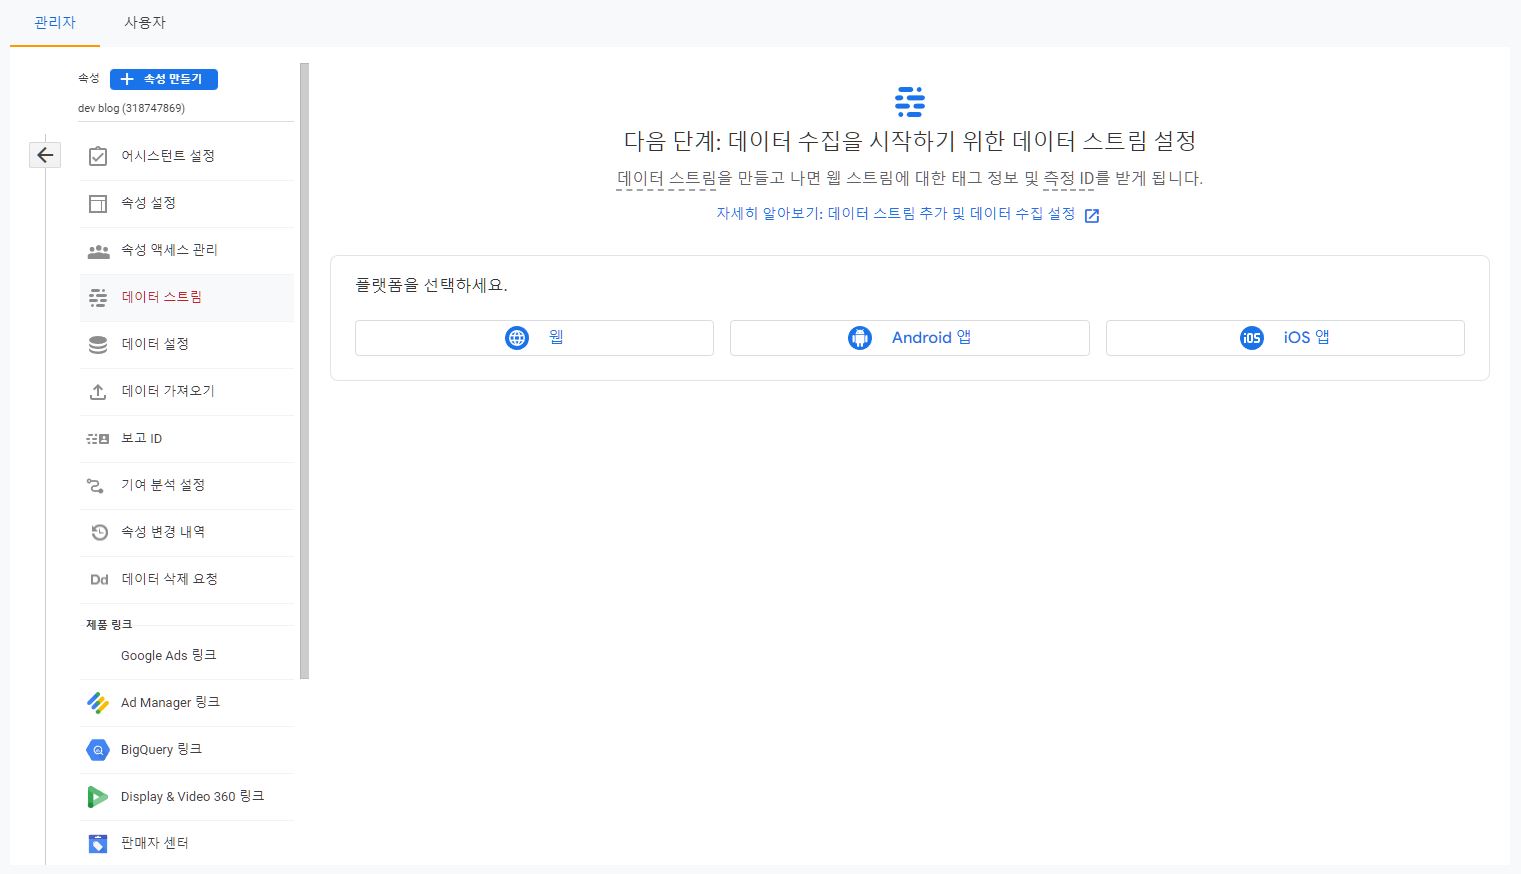 관리자
사용자
속성
속성 만들기
dev blog (318747869)
어시스턴트 설정
속성 설정
속성 액세스 관리
데이터 스트림
데이터 설정
데이터 가져오기
보고 ID
기여 분석 설정
속성 변경 내역
Dd 데이터 삭제 요청
제품 링크
Google Ads 링크
Ad Manager 링크
BigQuery 링크
Display & Video 360 링크
판매자 센터
다음 단계: 데이터 수집을 시작하기 위한 데이터 스트림 설정
데이터 스트림을 만들고 나면 웹 스트림에 대한 태그 정보 및 측정 ID를 받게 됩니다.
자세히 알아보기: 데이터 스트림 추가 및 데이터 수집 설정
플랫폼을 선택하세요.
웹
Android 앱
iOS iOS 앱